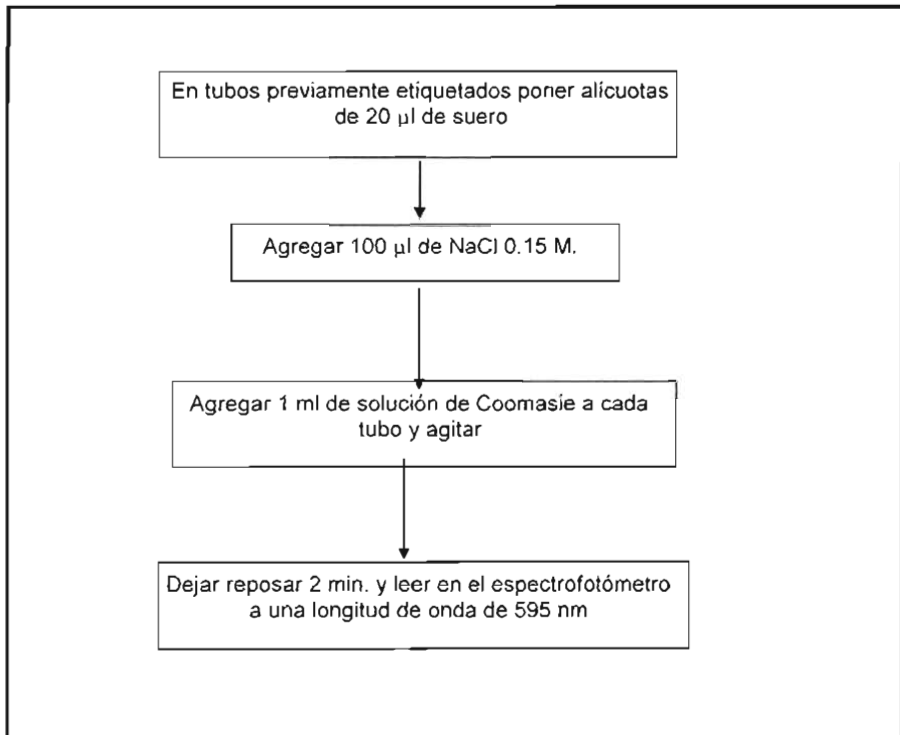 En tubos previamente etiquetados poner alícuotas
de 20 µl de suero
Agregar 100 µl de NaCl 0.15 M.
Agregar 1 ml de solución de Coomasie a cada
tubo y agitar
Dejar reposar 2 min. y leer en el espectrofotómetro
a una longitud de onda de 595 nm